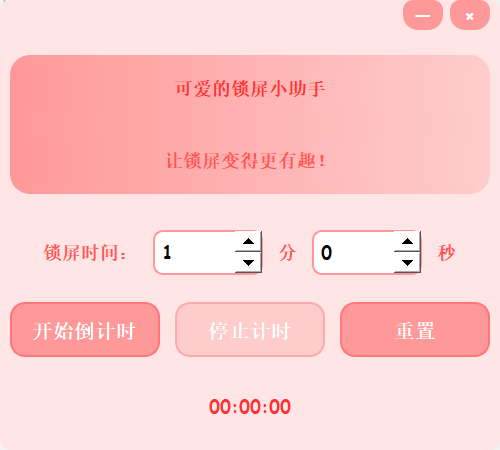 可爱的锁屏小助手
让锁屏变得更有趣！
锁屏时间： 1 分 0 秒
开始倒计时 停止计时 重置
00:00:00